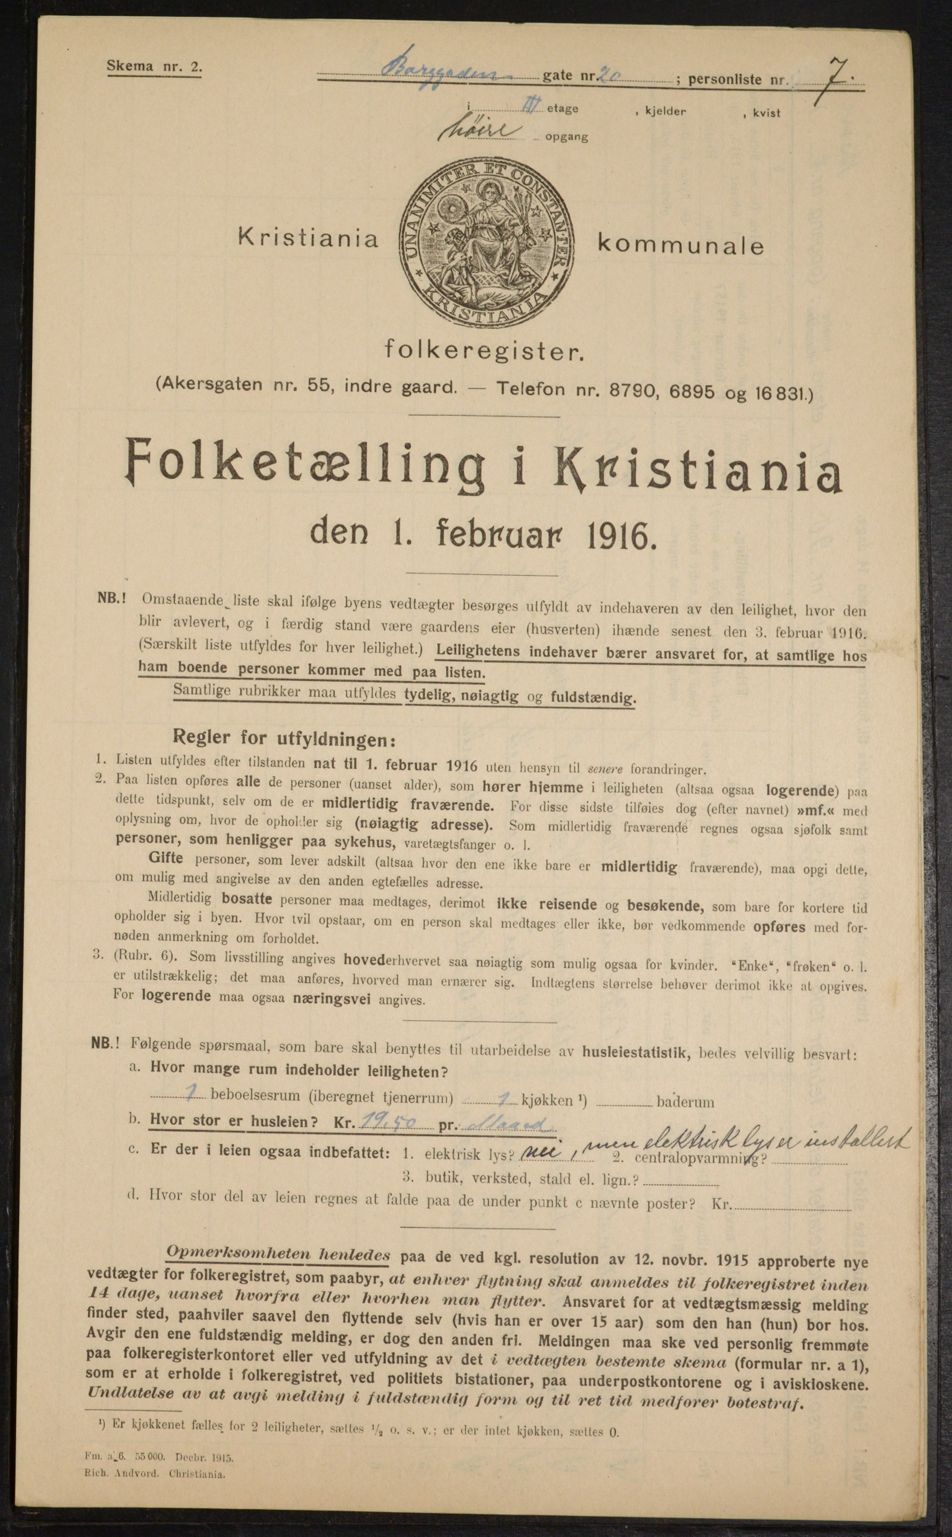 Skema nr. 2.
Borggaden gate nr. 20 ; personliste nr. 7.
i IV etage , kjelder , kvist
høire opgang
UNANIMITER ET CONSTANTER
KRISTIANIA
Kristiania kommunale
folkeregister.
(Akersgaten nr. 55, indre gaard. — Telefon nr. 8790, 6895 og 16 831.)
Folketælling i Kristiania
den 1. februar 1916.
NB.! Omstaaende liste skal ifølge byens vedtægter besørges utfyldt av indehaveren av den leilighet, hvor den
blir avlevert, og i færdig stand være gaardens eier (husverten) ihænde senest den 3. februar 1916.
(Særskilt liste utfyldes for hver leilighet.) Leilighetens indehaver bærer ansvaret for, at samtlige hos
ham boende personer kommer med paa listen.
Samtlige rubrikker maa utfyldes tydelig, nøiagtig og fuldstændig.
Regler for utfyldningen:
1. Listen utfyldes efter tilstanden nat til 1. februar 1916 uten hensyn til senere forandringer.
2. Paa listen opføres alle de personer (uanset alder), som hører hjemme i leiligheten (altsaa ogsaa logerende) paa
dette tidspunkt, selv om de er midlertidig fraværende. For disse sidste tilføies dog (efter navnet) »mf.« med
oplysning om, hvor de opholder sig (nøiagtig adresse). Som midlertidig fraværende regnes ogsaa sjøfolk samt
personer, som henligger paa sykehus, varetægtsfanger o. l.
Gifte personer, som lever adskilt (altsaa hvor den ene ikke bare er midlertidig fraværende), maa opgi dette,
om mulig med angivelse av den anden egtefælles adresse.
Midlertidig bosatte personer maa medtages, derimot ikke reisende og besøkende, som bare for kortere tid
opholder sig i byen. Hvor tvil opstaar, om en person skal medtages eller ikke, bør vedkommende opføres med for-
nøden anmerkning om forholdet.
3. (Rubr. 6). Som livsstilling angives hovederhvervet saa nøiagtig som mulig ogsaa for kvinder. "Enke", "frøken" o. l.
er utilstrækkelig; det maa anføres, hvorved man ernærer sig. Indtægtens størrelse behøver derimot ikke at opgives.
For logerende maa ogsaa næringsvei angives.
NB.! Følgende spørsmaal, som bare skal benyttes til utarbeidelse av husleiestatistik, bedes velvillig besvart:
a. Hvor mange rum indeholder leiligheten?
1 beboelsesrum (iberegnet tjenerrum) 1 kjøkken ¹) baderum
b. Hvor stor er husleien? Kr. 19,50 pr. Maaned
c. Er der i leien ogsaa indbefattet: 1. elektrisk lys? nei, men elektrisk lys er installert 2. centralopvarmning?
3. butik, verksted, stald el. lign.?
d. Hvor stor del av leien regnes at falde paa de under punkt c nævnte poster? Kr.
Opmerksomheten henledes paa de ved kgl. resolution av 12. novbr. 1915 approberte nye
vedtægter for folkeregistret, som paabyr, at enhver flytning skal anmeldes til folkeregistret inden
14 dage, uanset hvorfra eller hvorhen man flytter. Ansvaret for at vedtægtsmæssig melding
finder sted, paahviler saavel den flyttende selv (hvis han er over 15 aar) som den han (hun) bor hos.
Avgir den ene fuldstændig melding, er dog den anden fri. Meldingen maa ske ved personlig fremmøte
paa folkeregisterkontoret eller ved utfyldning av det i vedtægten bestemte skema (formular nr. a 1),
som er at erholde i folkeregistret, ved politiets bistationer, paa underpostkontorene og i aviskioskene.
Undlatelse av at avgi melding i fuldstændig form og til ret tid medfører bøtestraf.
¹) Er kjøkkenet fælles for 2 leiligheter, sættes ½ o. s. v.; er der intet kjøkken, sættes 0.
Fm. a 6. 55 000. Decbr. 1915.
Rich. Andvord. Christiania.